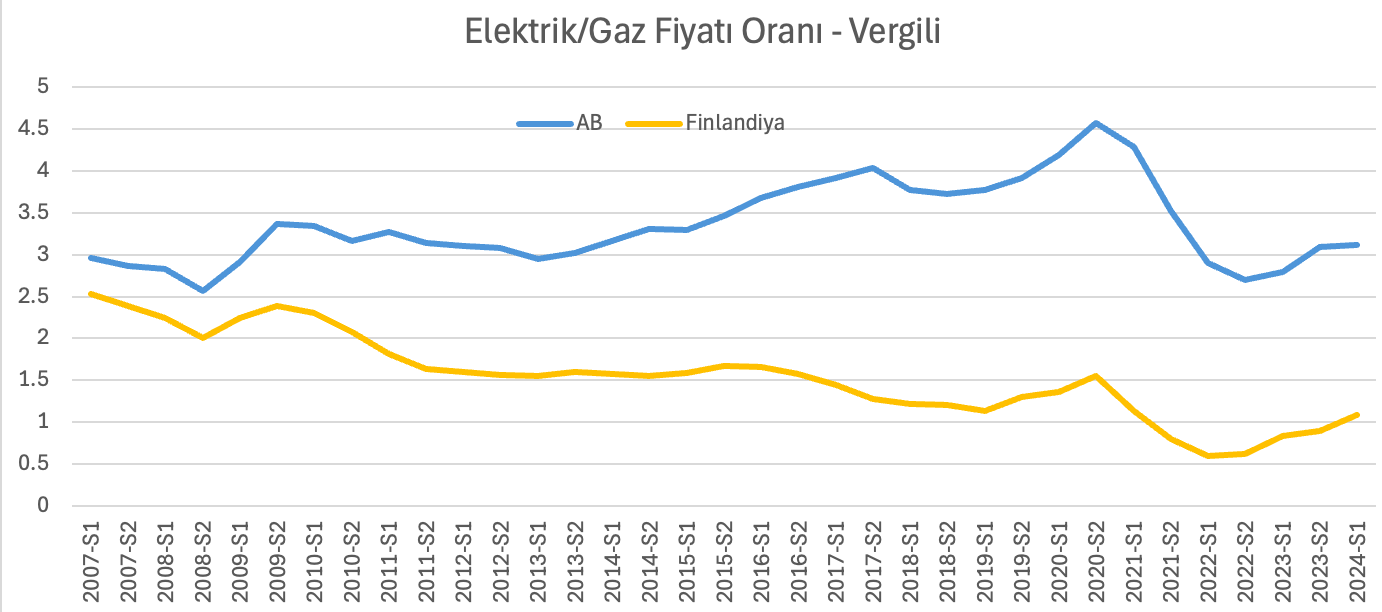 Elektrik/Gaz Fiyatı Oranı - Vergili
5
4.5
4
3.5
3
2.5
2
1.5
1
0.5
0
AB
Finlandiya
2007-S1
2007-S2
2008-S1
2008-S2
2009-S1
2009-S2
2010-S1
2010-S2
2011-S1
2011-S2
2012-S1
2012-S2
2013-S1
2013-S2
2014-S1
2014-S2
2015-S1
2015-S2
2016-S1
2016-S2
2017-S1
2017-S2
2018-S1
2018-S2
2019-S1
2019-S2
2020-S1
2020-S2
2021-S1
2021-S2
2022-S1
2022-S2
2023-S1
2023-S2
2024-S1